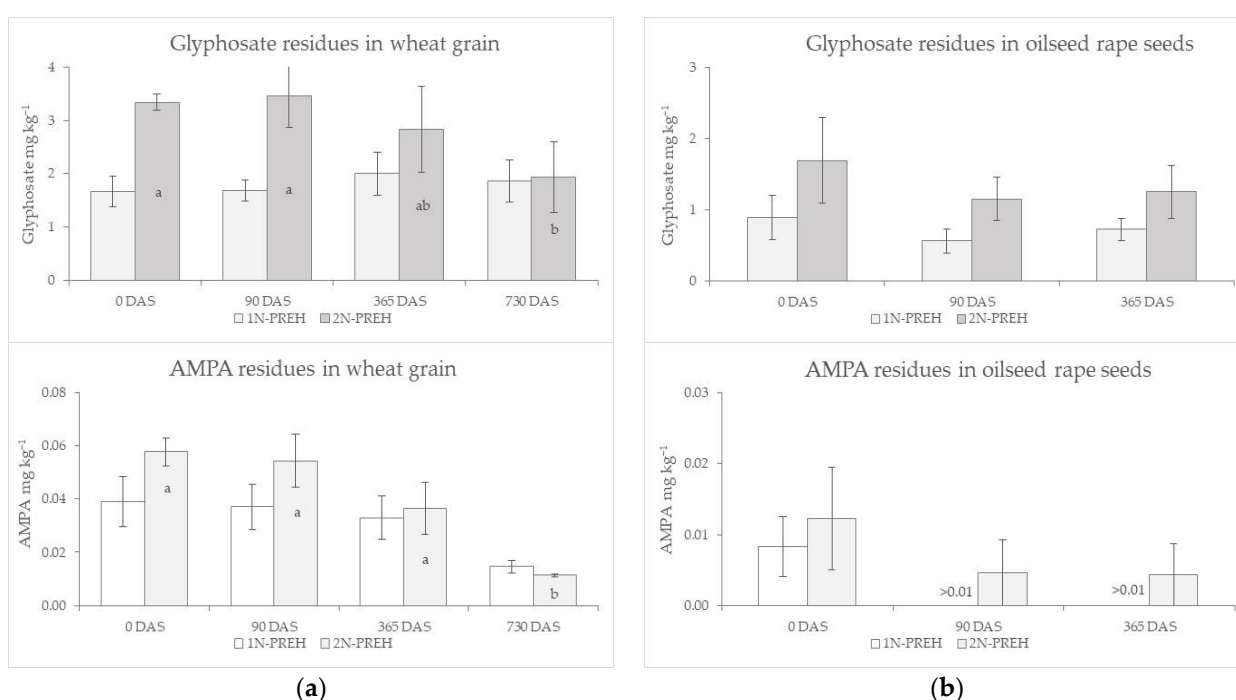 Glyphosate residues in wheat grain
Glyphosate mg kg⁻¹
4
3
2
1
0
a
a
ab
b
0 DAS 90 DAS 365 DAS 730 DAS
1N-PREH 2N-PREH
AMPA residues in wheat grain
AMPA mg kg⁻¹
0.08
0.06
0.04
0.02
0.00
a
a
a
b
0 DAS 90 DAS 365 DAS 730 DAS
1N-PREH 2N-PREH
(a)
Glyphosate residues in oilseed rape seeds
Glyphosate mg kg⁻¹
3
2
1
0
0 DAS 90 DAS 365 DAS
1N-PREH 2N-PREH
AMPA residues in oilseed rape seeds
AMPA mg kg⁻¹
0.03
0.02
0.01
0.00
>0.01 >0.01
0 DAS 90 DAS 365 DAS
1N-PREH 2N-PREH
(b)